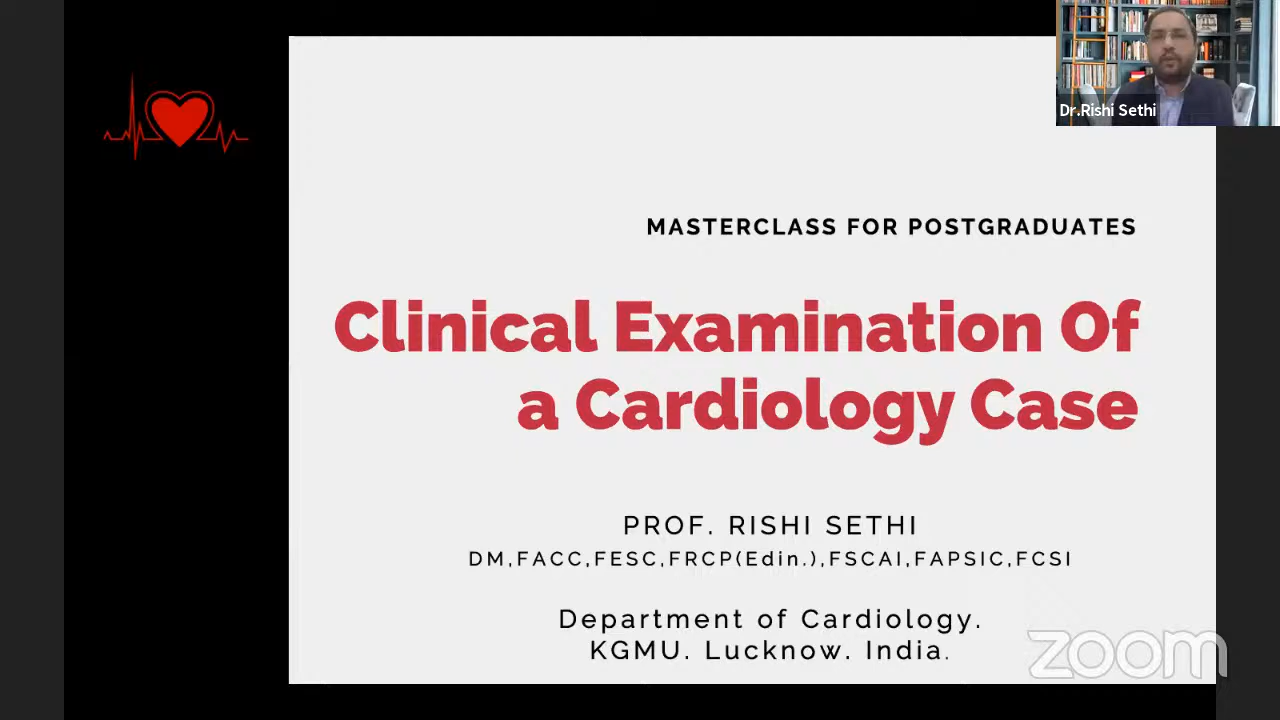 Dr.Rishi Sethi
MASTERCLASS FOR POSTGRADUATES
Clinical Examination Of
a Cardiology Case
PROF. RISHI SETHI
DM,FACC,FESC,FRCP(Edin.),FSCAI,FAPSIC,FCSI
Department of Cardiology.
KGMU. Lucknow. India.
zoom